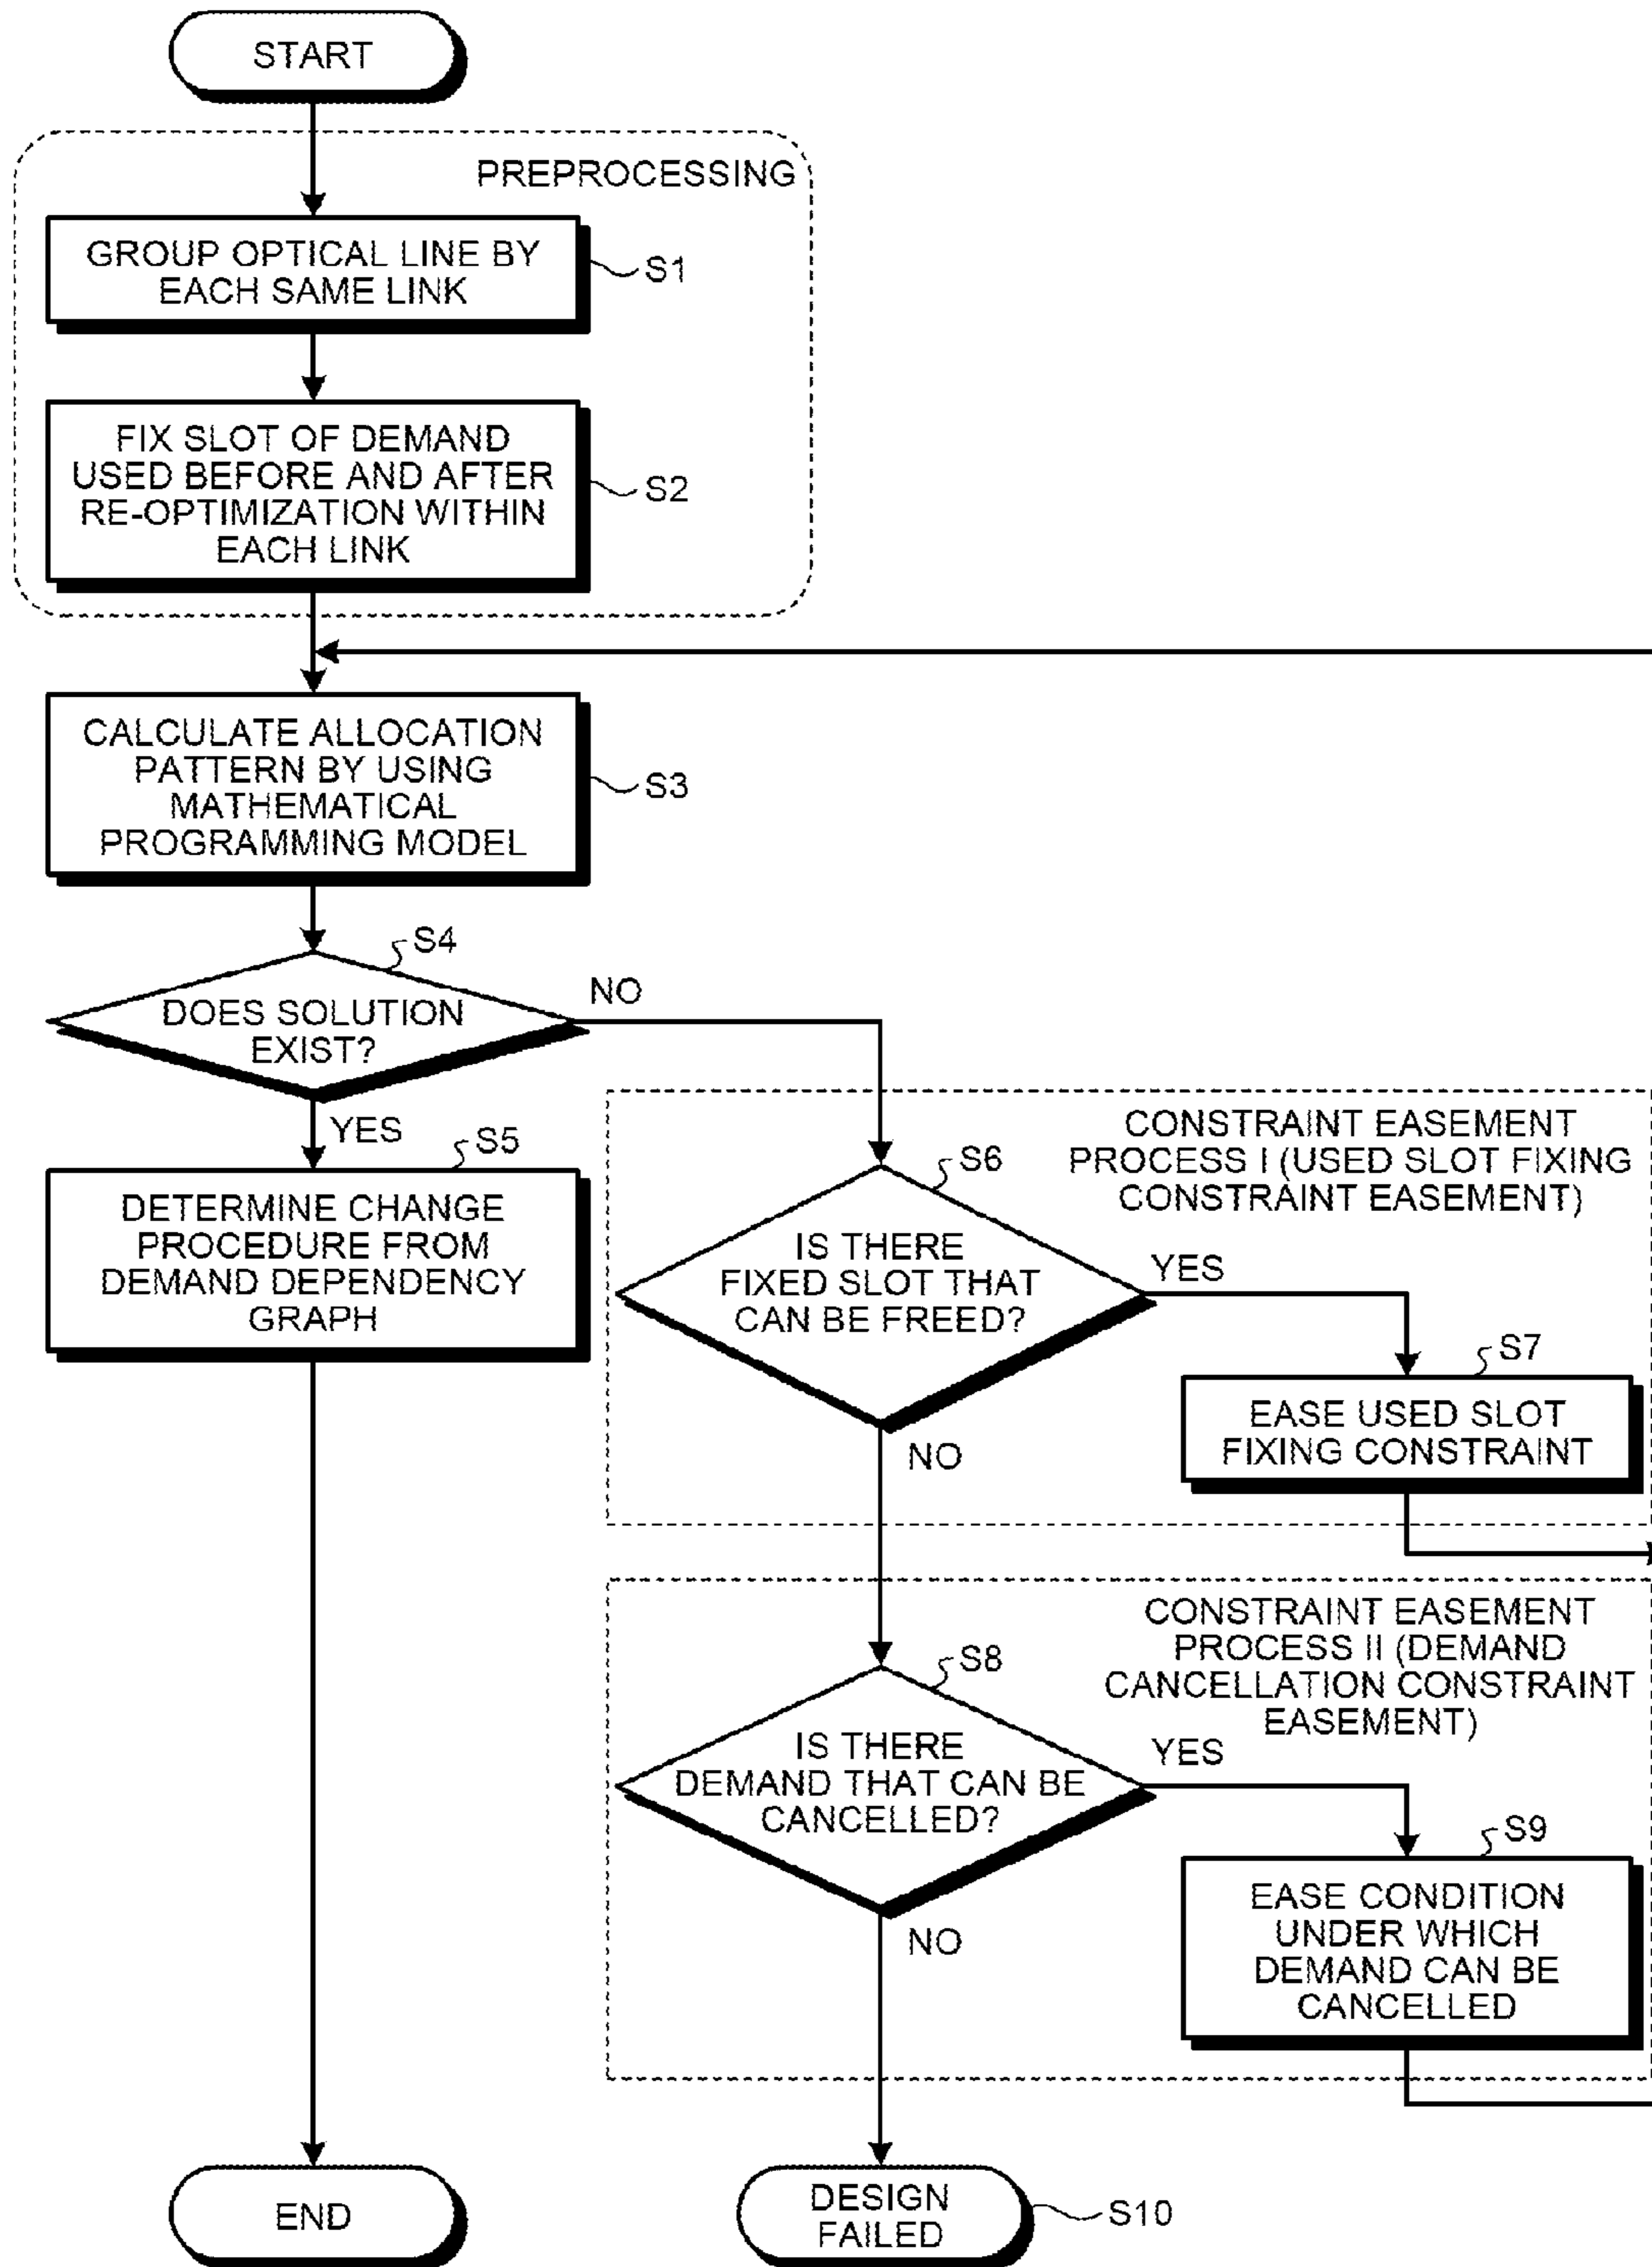 START
PREPROCESSING
GROUP OPTICAL LINE BY
EACH SAME LINK
S1
FIX SLOT OF DEMAND
USED BEFORE AND AFTER
RE-OPTIMIZATION WITHIN
EACH LINK
S2
CALCULATE ALLOCATION
PATTERN BY USING
MATHEMATICAL
PROGRAMMING MODEL
S3
S4
DOES SOLUTION
EXIST?
NO
YES
S5
DETERMINE CHANGE
PROCEDURE FROM
DEMAND DEPENDENCY
GRAPH
CONSTRAINT EASEMENT
PROCESS I (USED SLOT FIXING
CONSTRAINT EASEMENT)
S6
IS THERE
FIXED SLOT THAT
CAN BE FREED?
YES
NO
S7
EASE USED SLOT
FIXING CONSTRAINT
CONSTRAINT EASEMENT
PROCESS II (DEMAND
CANCELLATION CONSTRAINT
EASEMENT)
S8
IS THERE
DEMAND THAT CAN BE
CANCELLED?
YES
NO
S9
EASE CONDITION
UNDER WHICH
DEMAND CAN BE
CANCELLED
END
DESIGN
FAILED
S10